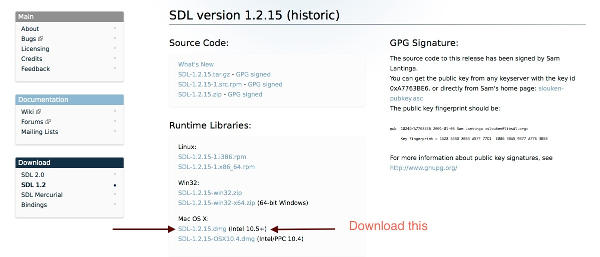 Main
About
Bugs
Licensing
Credits
Feedback
Documentation
Wiki
Forums
Mailing Lists
Download
SDL 2.0
SDL 1.2
SDL Mercurial
Bindings
SDL version 1.2.15 (historic)
Source Code:
What's New
SDL-1.2.15.tar.gz - GPG signed
SDL-1.2.15-1.src.rpm - GPG signed
SDL-1.2.15.zip - GPG signed
Runtime Libraries:
Linux:
SDL-1.2.15-1.i386.rpm
SDL-1.2.15-1.x86_64.rpm
Win32:
SDL-1.2.15-win32.zip
SDL-1.2.15-win32-x64.zip (64-bit Windows)
Mac OS X:
SDL-1.2.15.dmg (Intel 10.5+)
SDL-1.2.15-OSX10.4.dmg (Intel/PPC 10.4)
Download this
GPG Signature:
The source code to this release has been signed by Sam
Lantinga.
You can get the public key from any keyserver with the key id
0xA7763BE6, or directly from Sam's home page: slouken-
pubkey.asc
The public key fingerprint should be:
pub
Sam Lantinga
Key fingerprint =
For more information about public key signatures, see
http://www.gnupg.org/